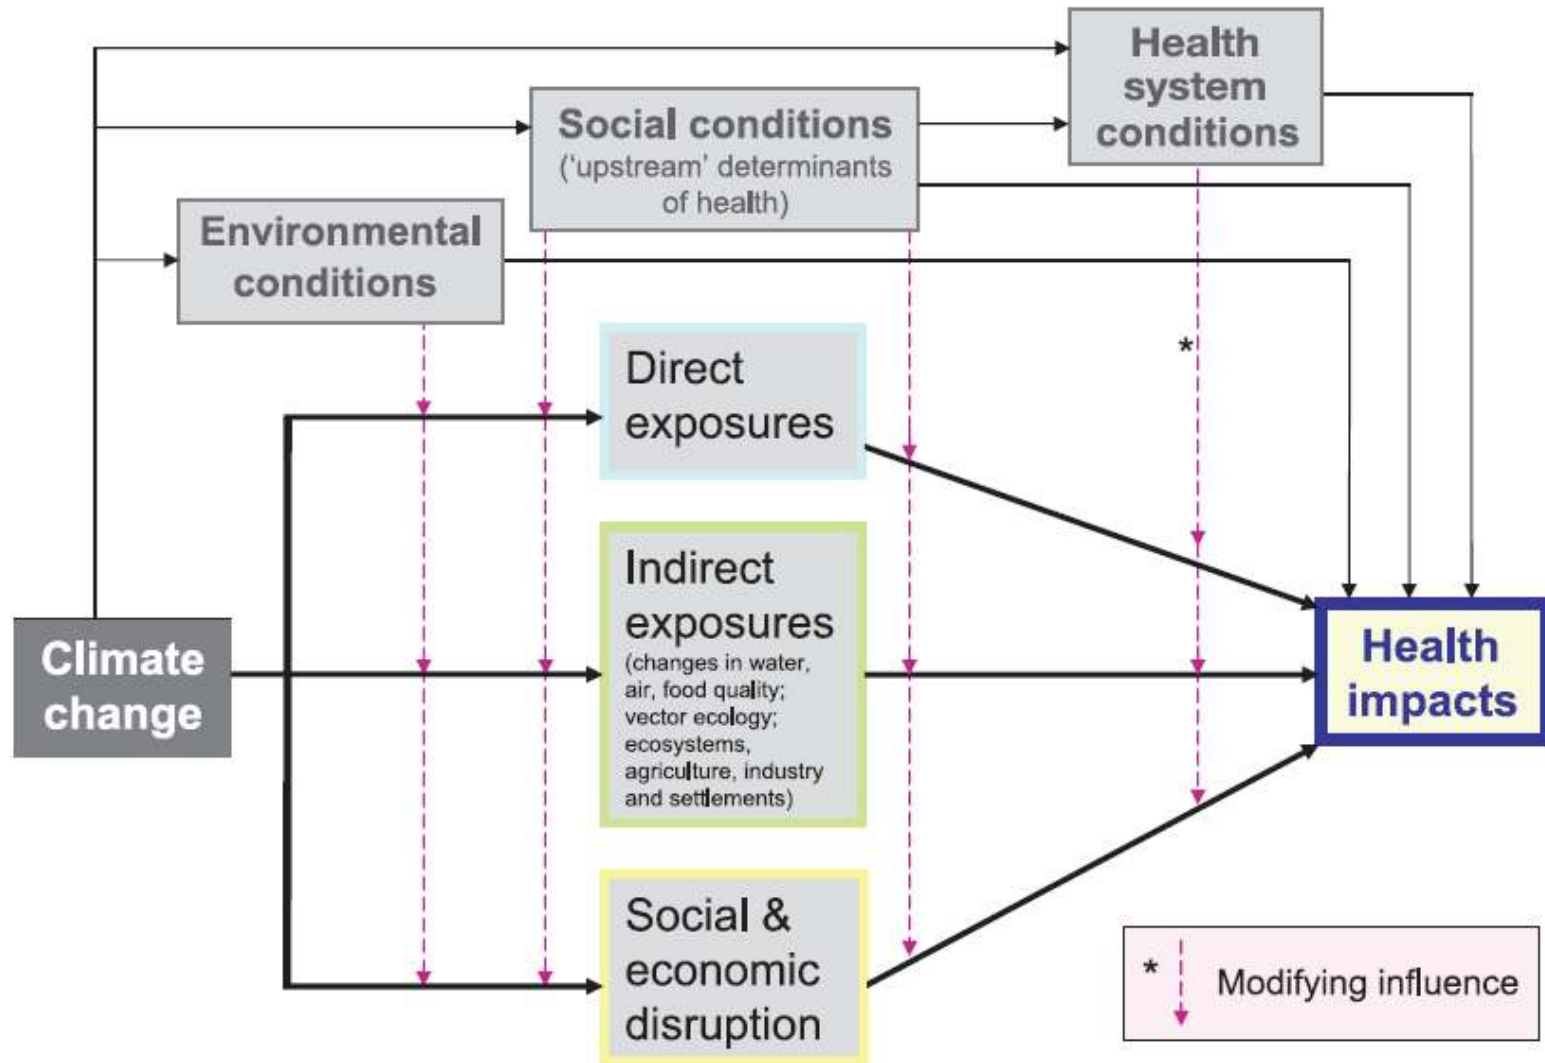 Health
system
conditions
Social conditions
(‘upstream’ determinants
of health)
Environmental
conditions
Direct
exposures
*
Indirect
exposures
(changes in water,
air, food quality;
vector ecology;
ecosystems,
agriculture, industry
and settlements)
Climate
change
Health
impacts
Social &
economic
disruption
* Modifying influence